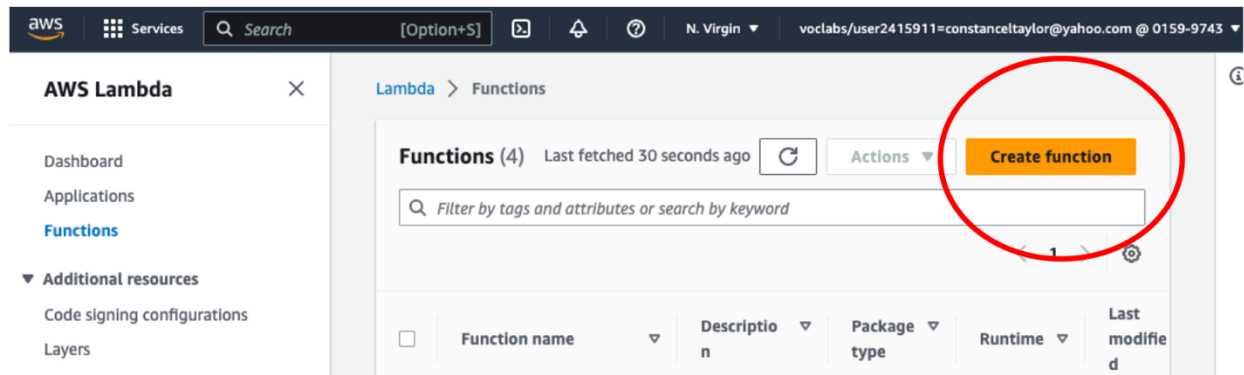 aws Services Search [Option+S] N. Virgin voclabs/user2415911=constanceltaylor@yahoo.com @ 0159-9743
AWS Lambda
Lambda > Functions
Functions (4) Last fetched 30 seconds ago Actions Create function
Dashboard
Applications
Filter by tags and attributes or search by keyword
Functions
1
Additional resources
Code signing configurations
Layers
Function name
Descriptio
n
Package
type
Runtime
Last
modifie
d